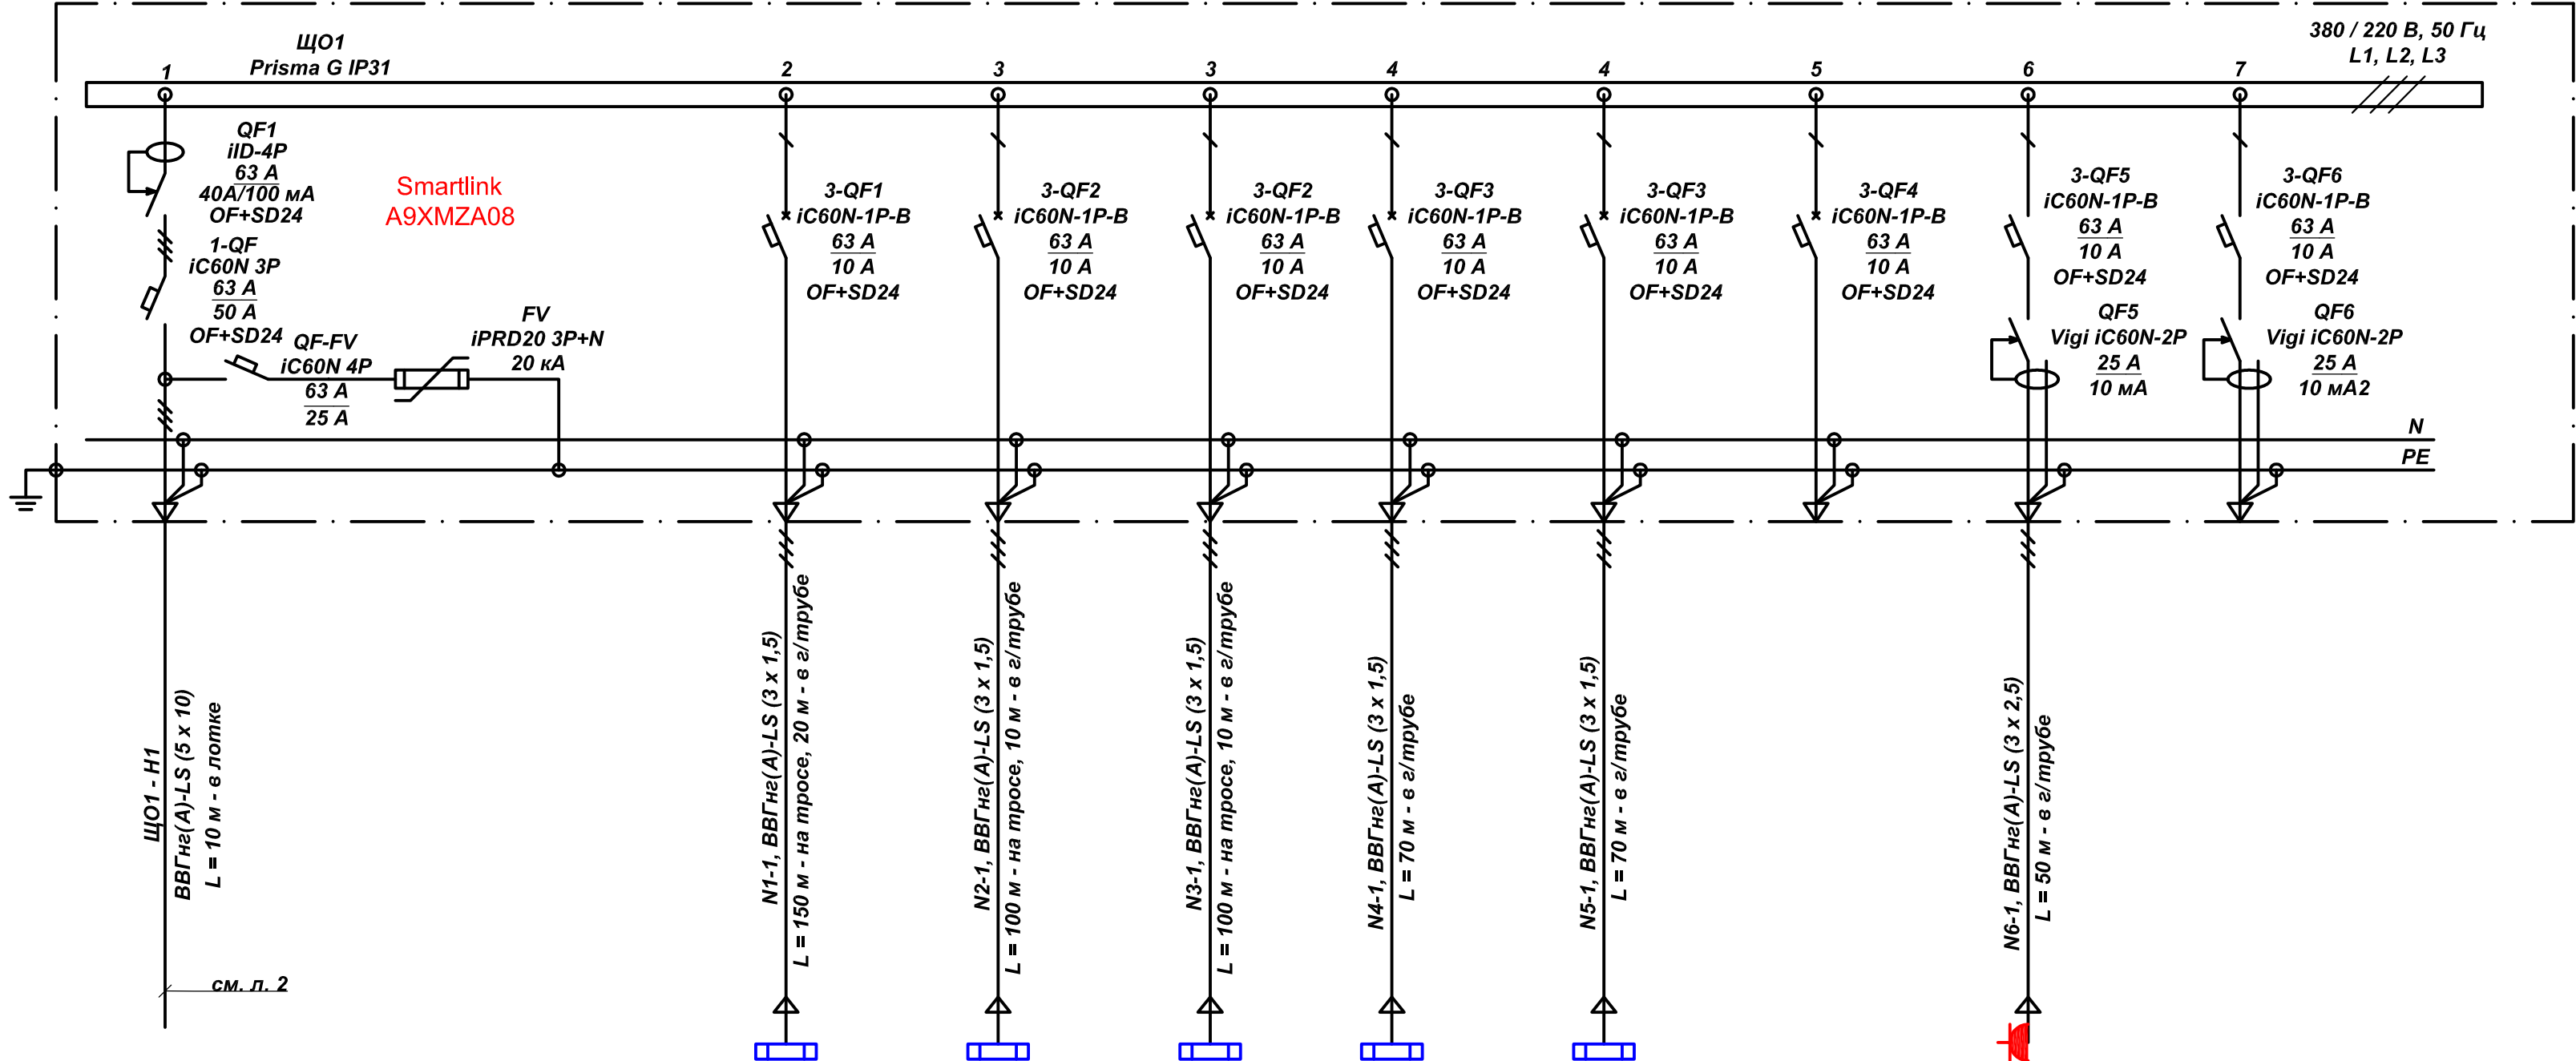 ЩО1
Prisma G IP31
380 / 220 В, 50 Гц
L1, L2, L3
1
2
3
3
4
4
5
6
7
QF1
iID-4P
63 A
40A/100 мА
OF+SD24
Smartlink
A9XMZA08
1-QF
iC60N 3P
63 A
50 A
OF+SD24
QF-FV
iC60N 4P
63 A
25 A
FV
iPRD20 3P+N
20 кА
3-QF1
iC60N-1P-B
63 A
10 A
OF+SD24
3-QF2
iC60N-1P-B
63 A
10 A
OF+SD24
3-QF2
iC60N-1P-B
63 A
10 A
OF+SD24
3-QF3
iC60N-1P-B
63 A
10 A
OF+SD24
3-QF3
iC60N-1P-B
63 A
10 A
OF+SD24
3-QF4
iC60N-1P-B
63 A
10 A
OF+SD24
3-QF5
iC60N-1P-B
63 A
10 A
OF+SD24
QF5
Vigi iC60N-2P
25 A
10 мА
3-QF6
iC60N-1P-B
63 A
10 A
OF+SD24
QF6
Vigi iC60N-2P
25 A
10 мА2
N
PE
ЩО1 - Н1
ВВГнг(А)-LS (5 x 10)
L = 10 м - в лотке
см. л. 2
N1-1, ВВГнг(А)-LS (3 x 1,5)
L = 150 м - на тросе, 20 м - в г/трубе
N2-1, ВВГнг(А)-LS (3 x 1,5)
L = 100 м - на тросе, 10 м - в г/трубе
N3-1, ВВГнг(А)-LS (3 x 1,5)
L = 100 м - на тросе, 10 м - в г/трубе
N4-1, ВВГнг(А)-LS (3 x 1,5)
L = 70 м - в г/трубе
N5-1, ВВГнг(А)-LS (3 x 1,5)
L = 70 м - в г/трубе
N6-1, ВВГнг(А)-LS (3 x 2,5)
L = 50 м - в г/трубе